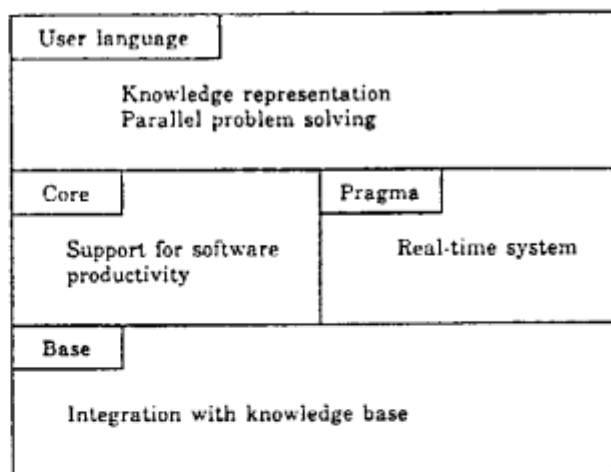 User language
Knowledge representation
Parallel problem solving
Core
Pragma
Support for software
productivity
Real-time system
Base
Integration with knowledge base